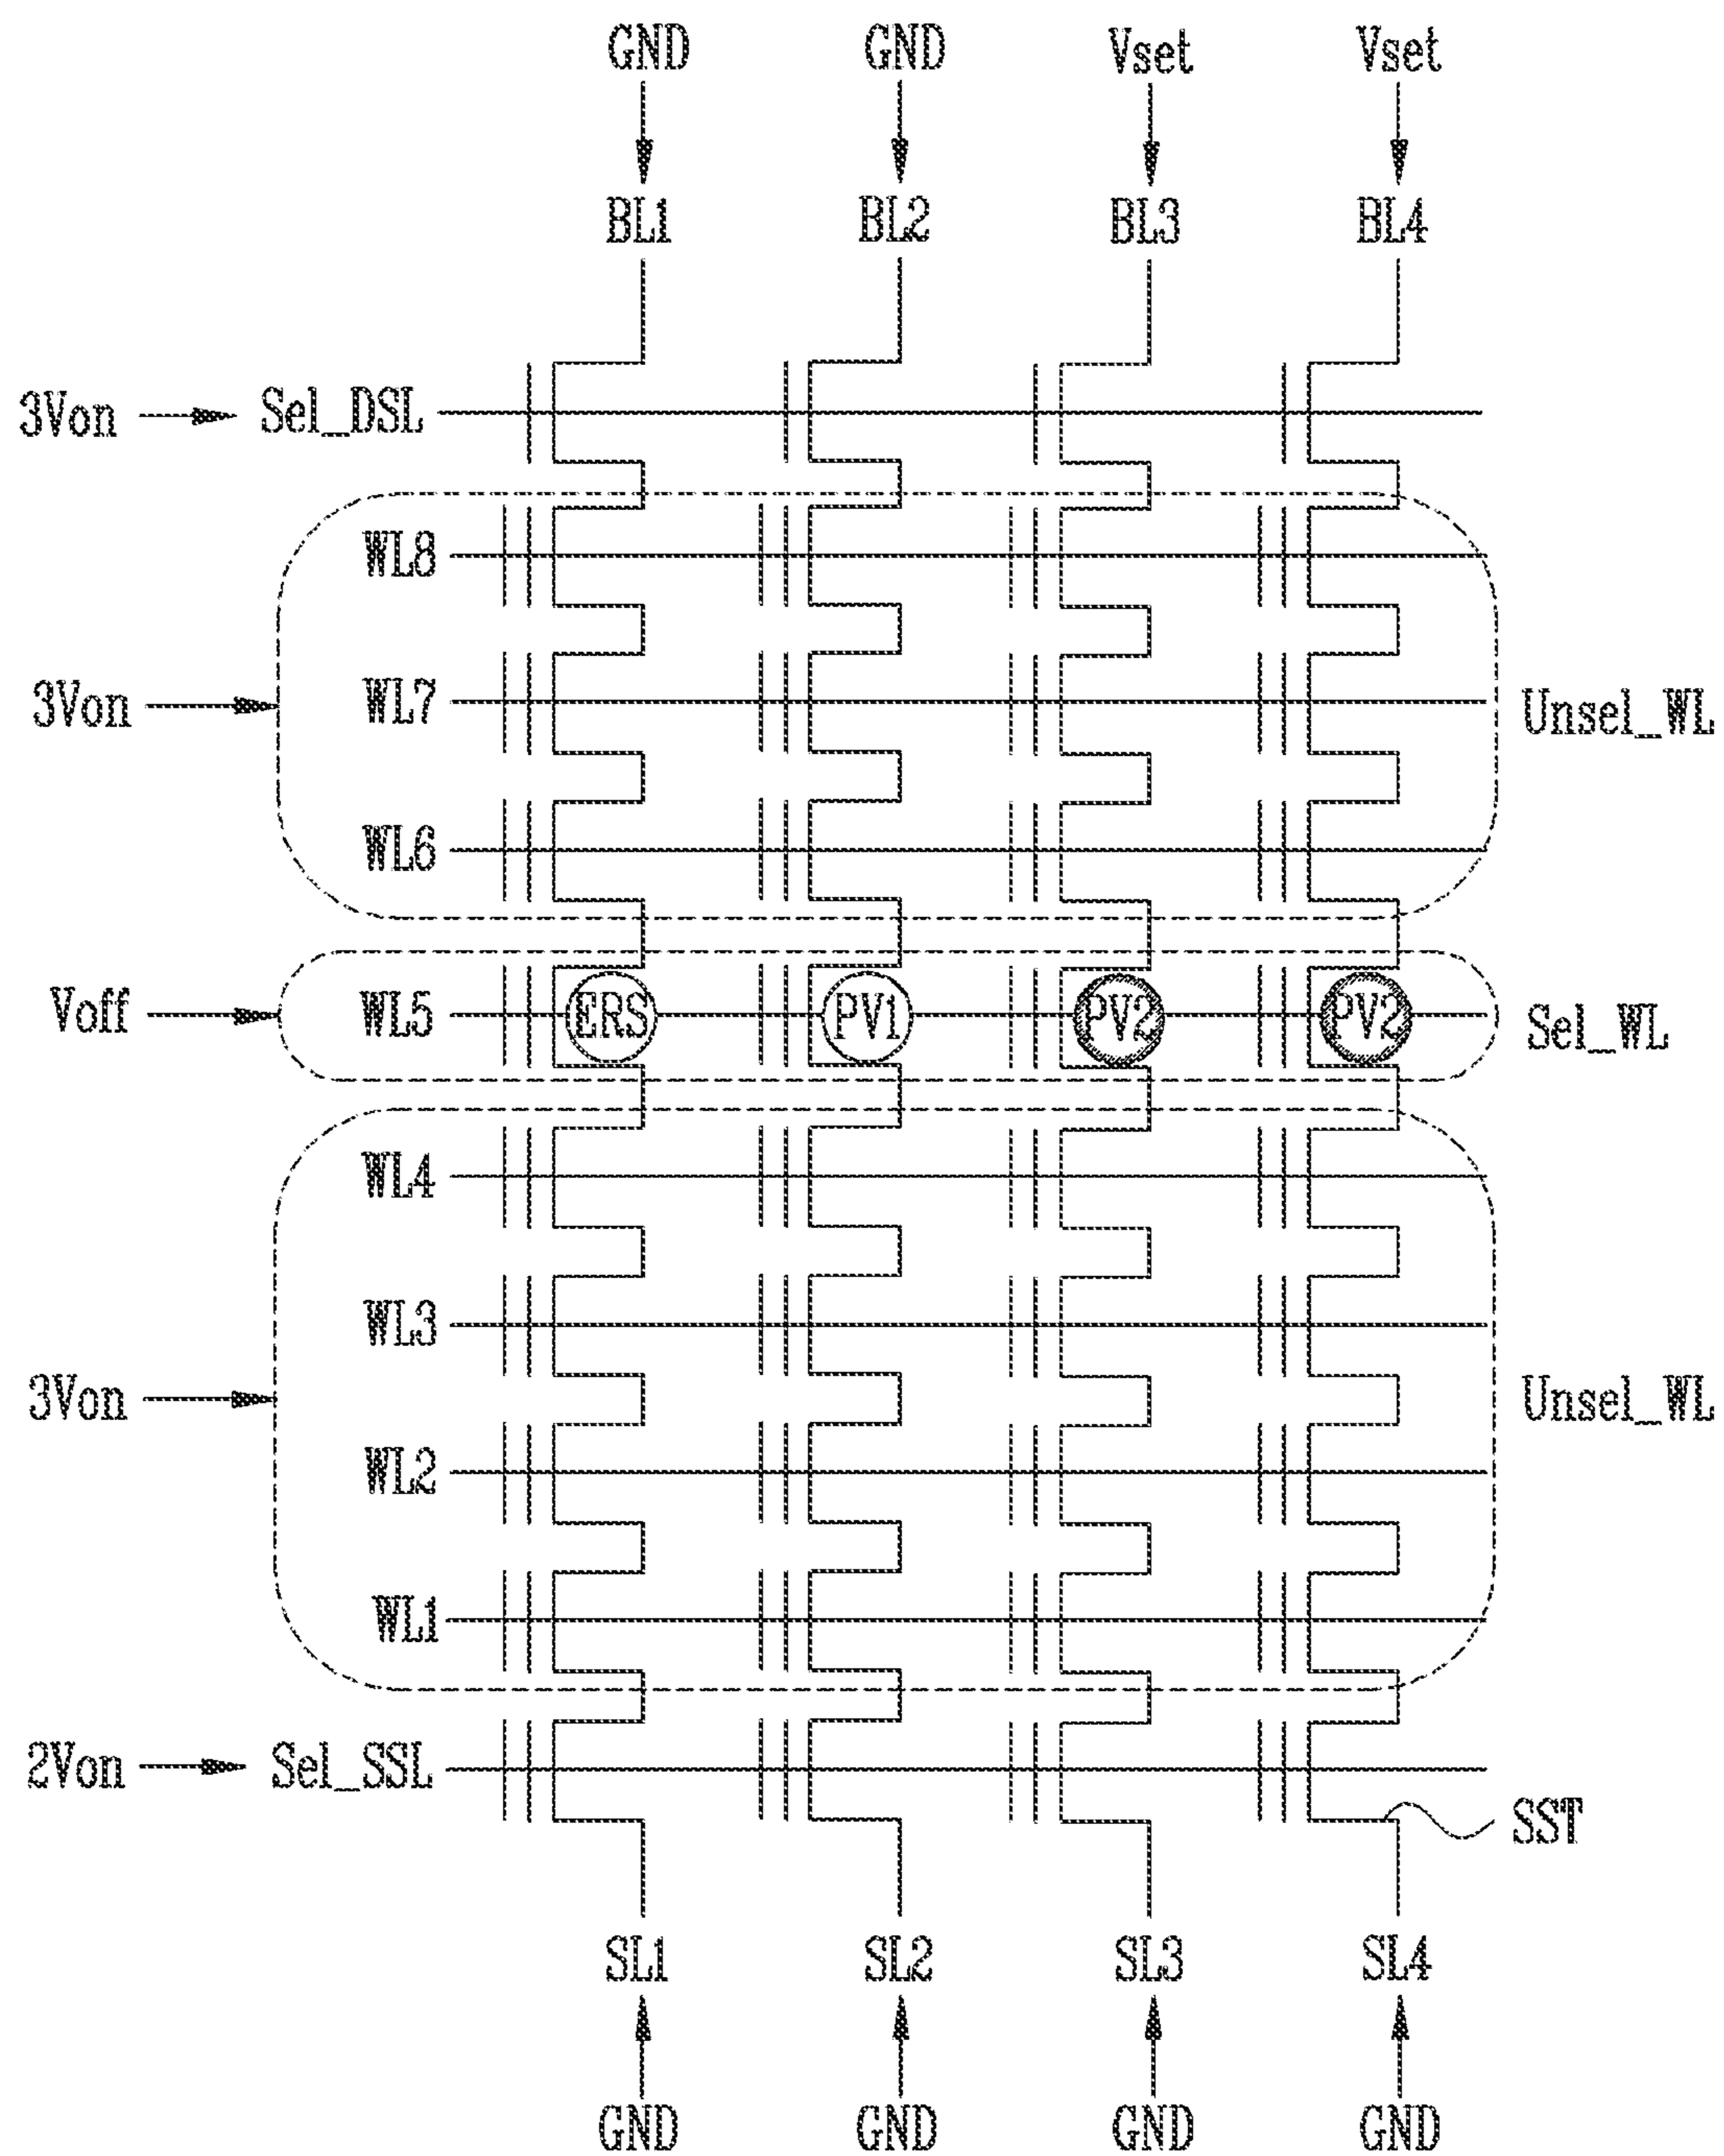 GND GND Vset Vset
BL1 BL2 BL3 BL4
3Von Sel_DSL
WL8
3Von WL7 Unsel_WL
WL6
Voff WL5 ERS PV1 PV2 PV2 Sel_WL
WL4
WL3
3Von Unsel_WL
WL2
WL1
2Von Sel_SSL
SST
SL1 SL2 SL3 SL4
GND GND GND GND